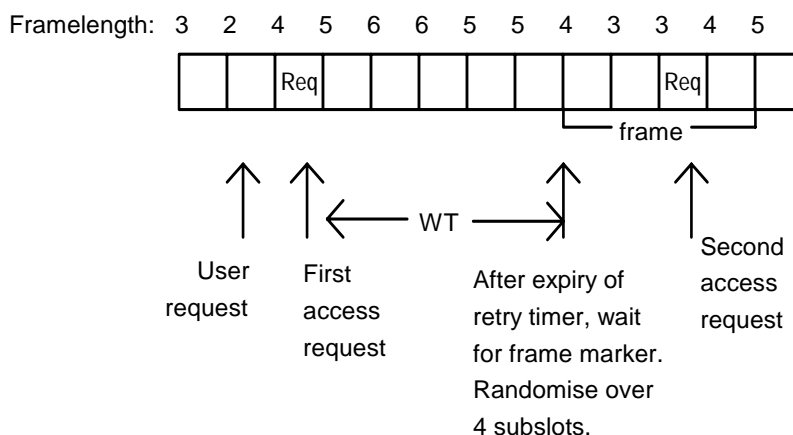 Framelength: 3 2 4 5 6 6 5 5 4 3 3 4 5
Req Req
frame
WT
User
request
First
access
request
After expiry of
retry timer, wait
for frame marker.
Randomise over
4 subslots.
Second
access
request